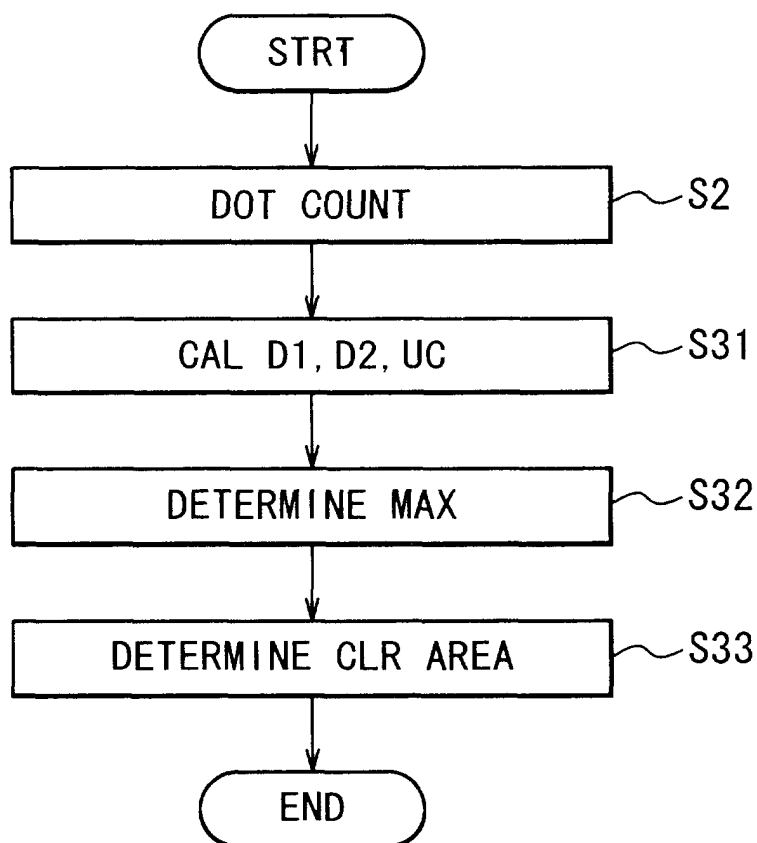 STRT
DOT COUNT
S2
CAL D1, D2, UC
S31
DETERMINE MAX
S32
DETERMINE CLR AREA
S33
END